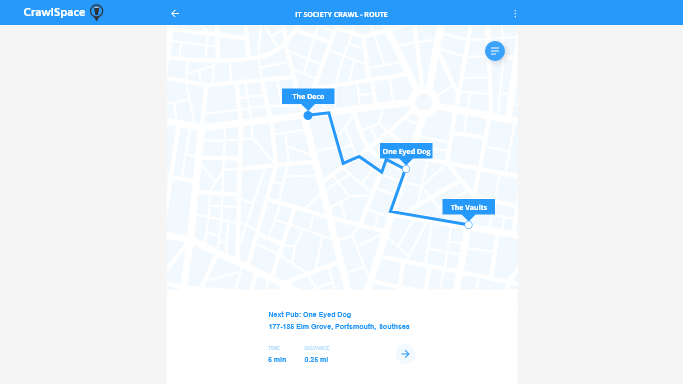 CrawlSpace
IT SOCIETY CRAWL - ROUTE
The Deco
One Eyed Dog
The Vaults
Next Pub: One Eyed Dog
177-185 Elm Grove, Portsmouth, Southsea
TIME
DISTANCE
5 min
0.25 mi